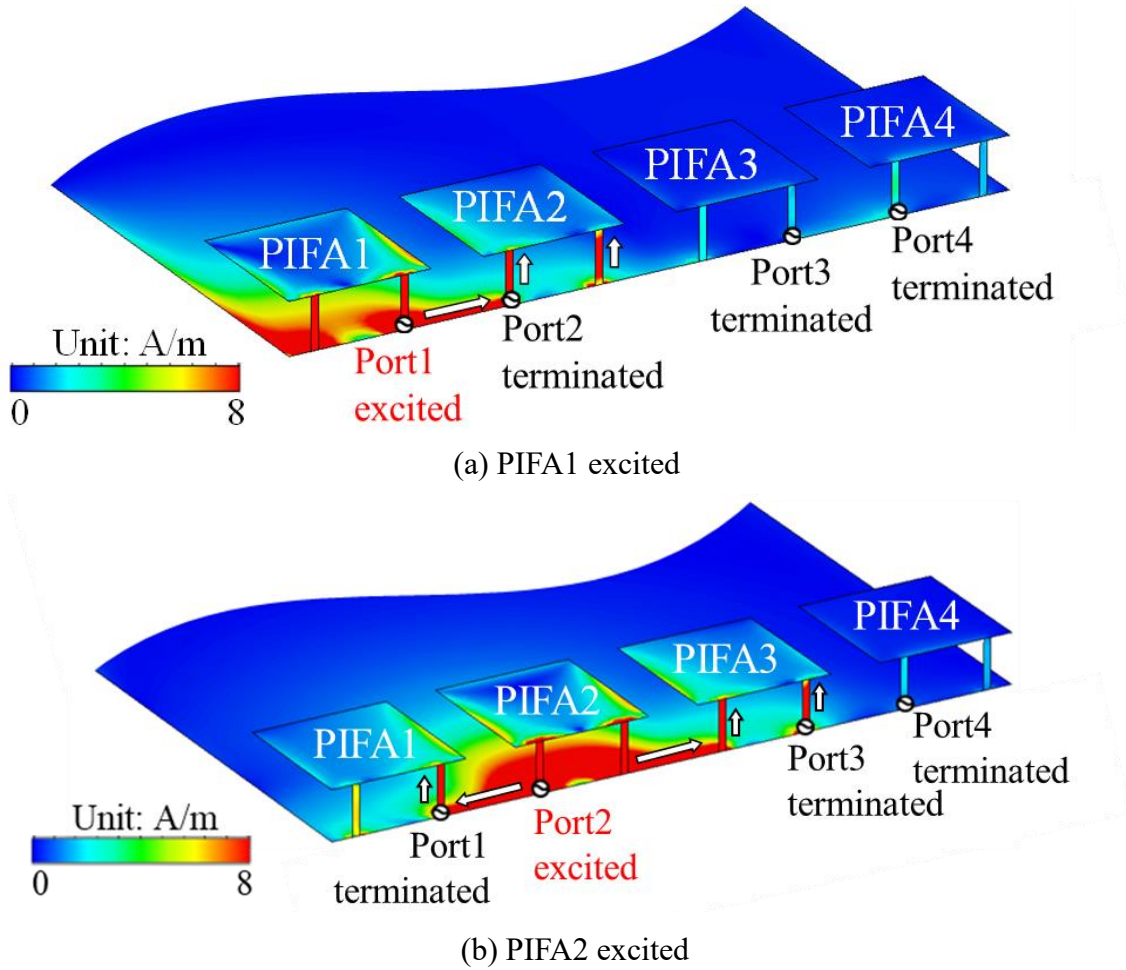 PIFA4
PIFA3
PIFA2
PIFA1
Port4
terminated
Port3
terminated
Port2
terminated
Unit: A/m
0 8
Port1
excited
(a) PIFA1 excited
PIFA4
PIFA3
PIFA2
PIFA1
Port4
terminated
Port3
terminated
Port2
excited
Unit: A/m
0 8
Port1
terminated
(b) PIFA2 excited